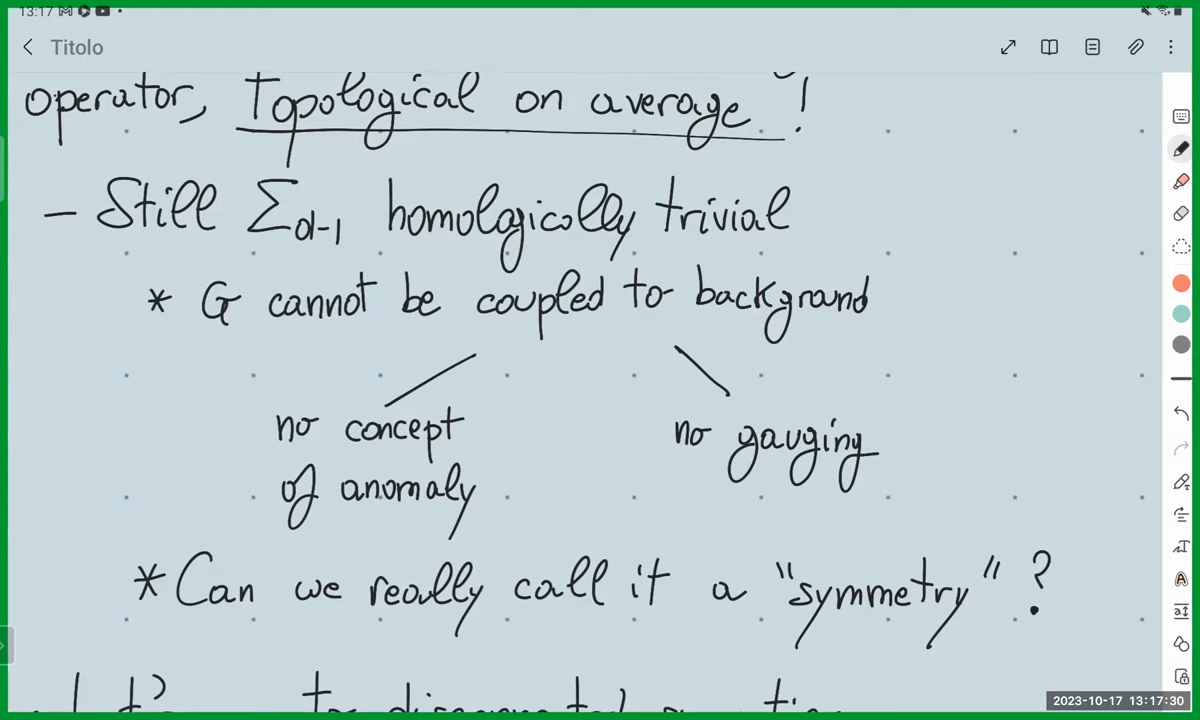 13:17
Titolo
operator, Topological on average !
- Still Σd-1 homologically trivial
* G cannot be coupled to background
no concept
of anomaly
no gauging
* Can we really call it a "symmetry" ?
2023-10-17 13:17:30